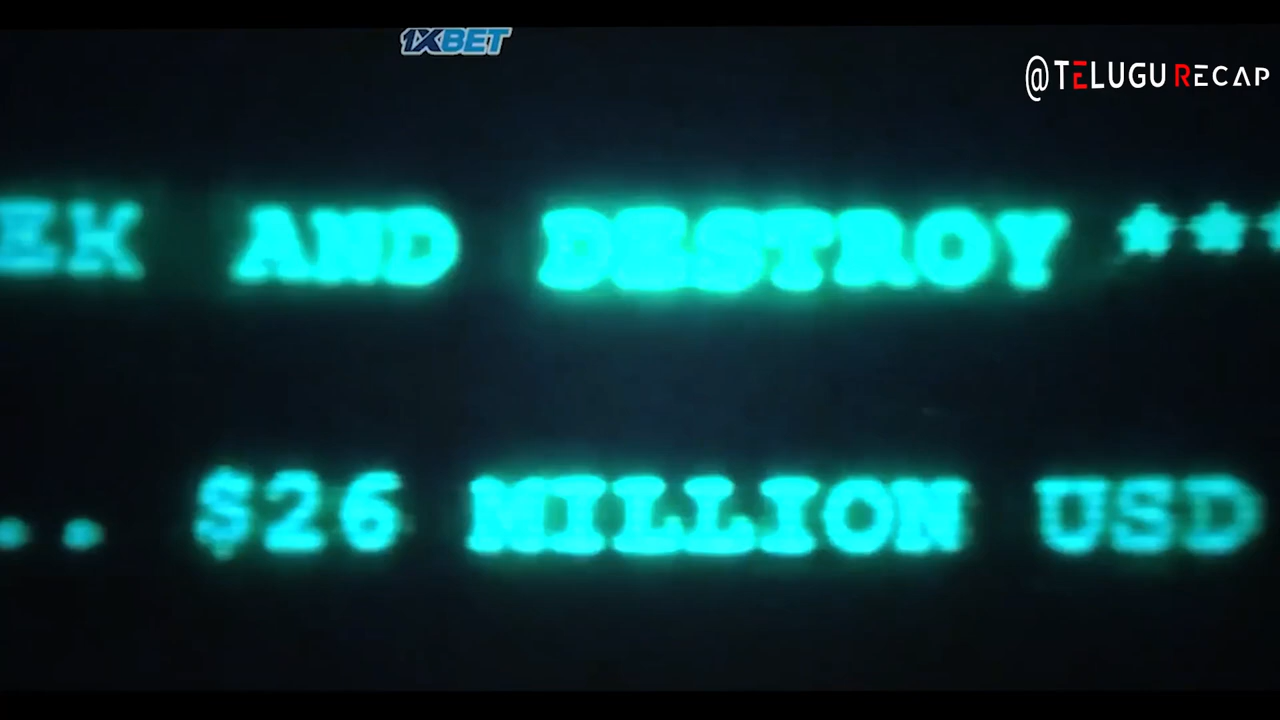 1XBET
@TELUGU RECAP
EK AND DESTROY ***
.. $26 MILLION USD